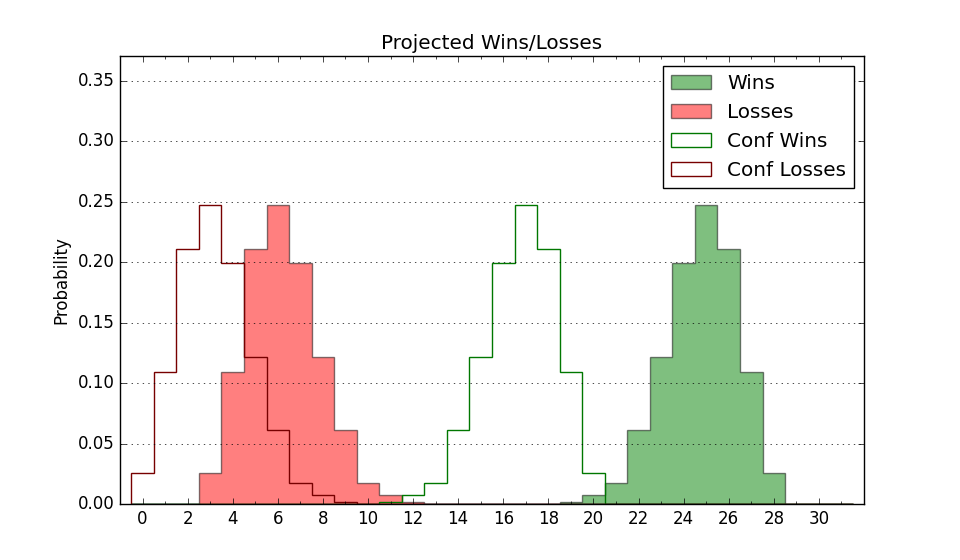 Projected Wins/Losses
Wins
Losses
Conf Wins
Conf Losses
Probability
0.35
0.30
0.25
0.20
0.15
0.10
0.05
0.00
0 2 4 6 8 10 12 14 16 18 20 22 24 26 28 30